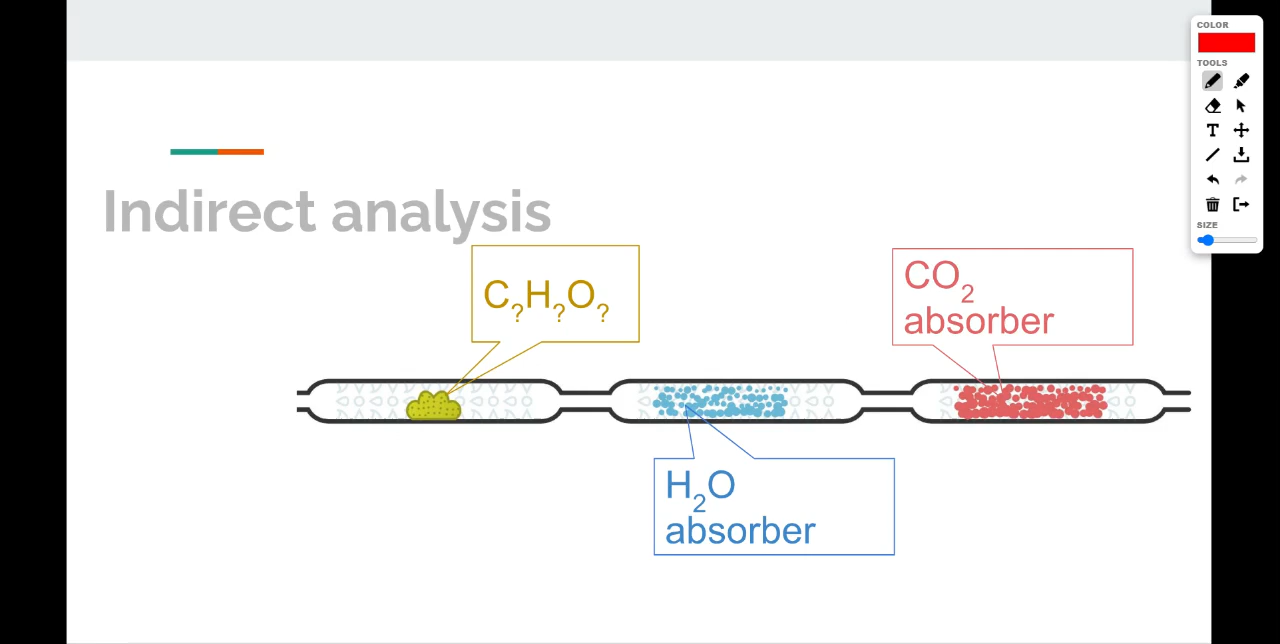 COLOR
TOOLS
SIZE
Indirect analysis
C?H?O?
CO2
absorber
H2O
absorber